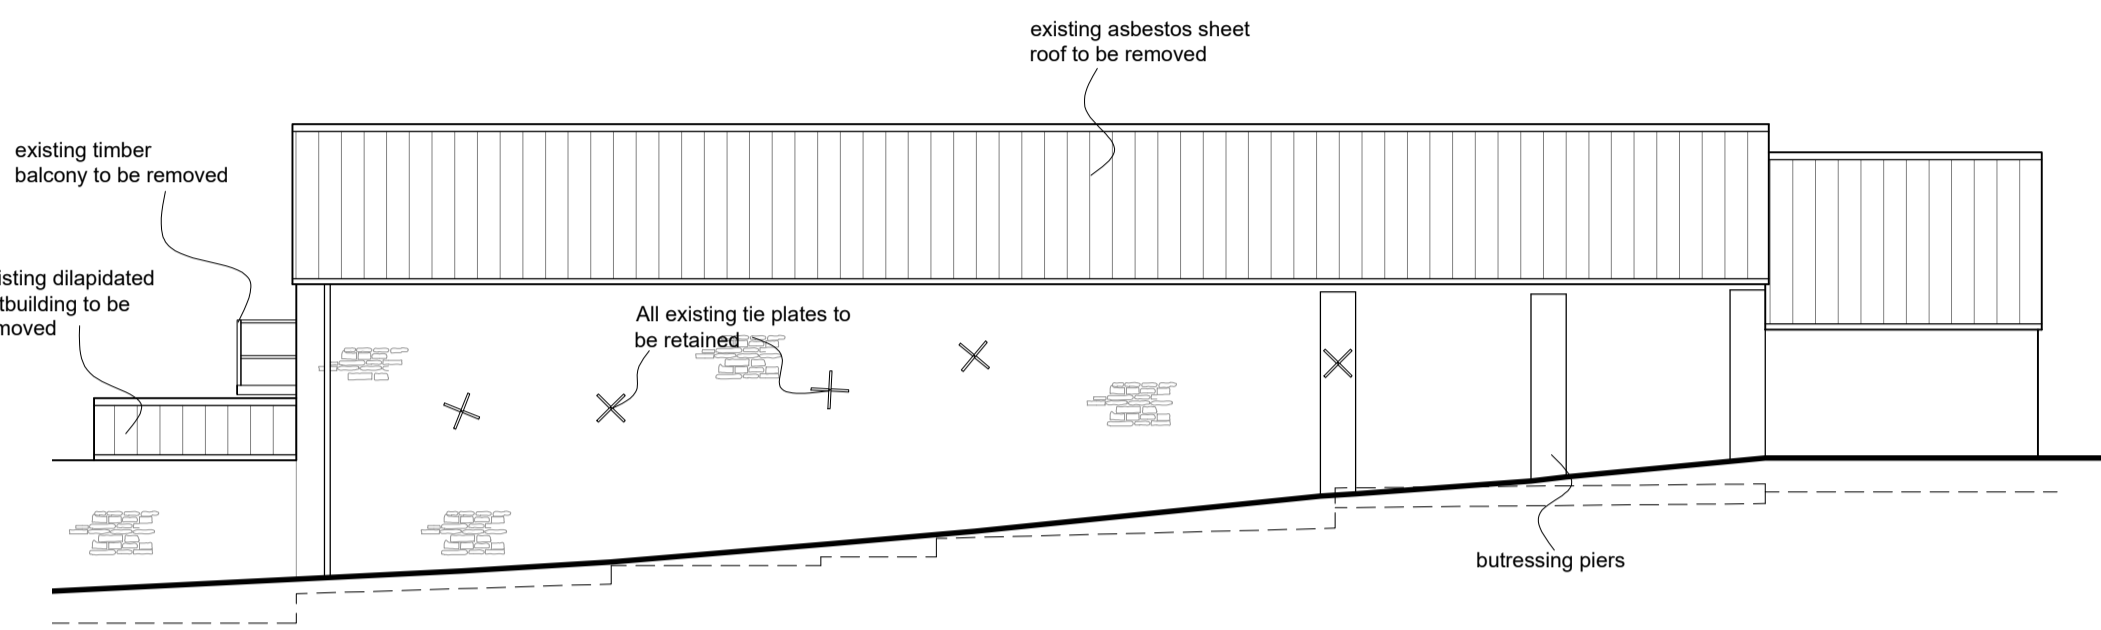 existing asbestos sheet
roof to be removed
existing timber
balcony to be removed
isting dilapidated
tbuilding to be
moved
All existing tie plates to
be retained
butressing piers